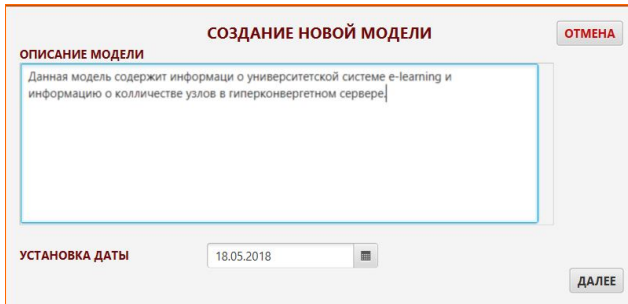 СОЗДАНИЕ НОВОЙ МОДЕЛИ
ОТМЕНА
ОПИСАНИЕ МОДЕЛИ
Данная модель содержит информаци о университетской системе e-learning и
информацию о колличестве узлов в гиперконвергетном сервере.
УСТАНОВКА ДАТЫ 18.05.2018
ДАЛЕЕ